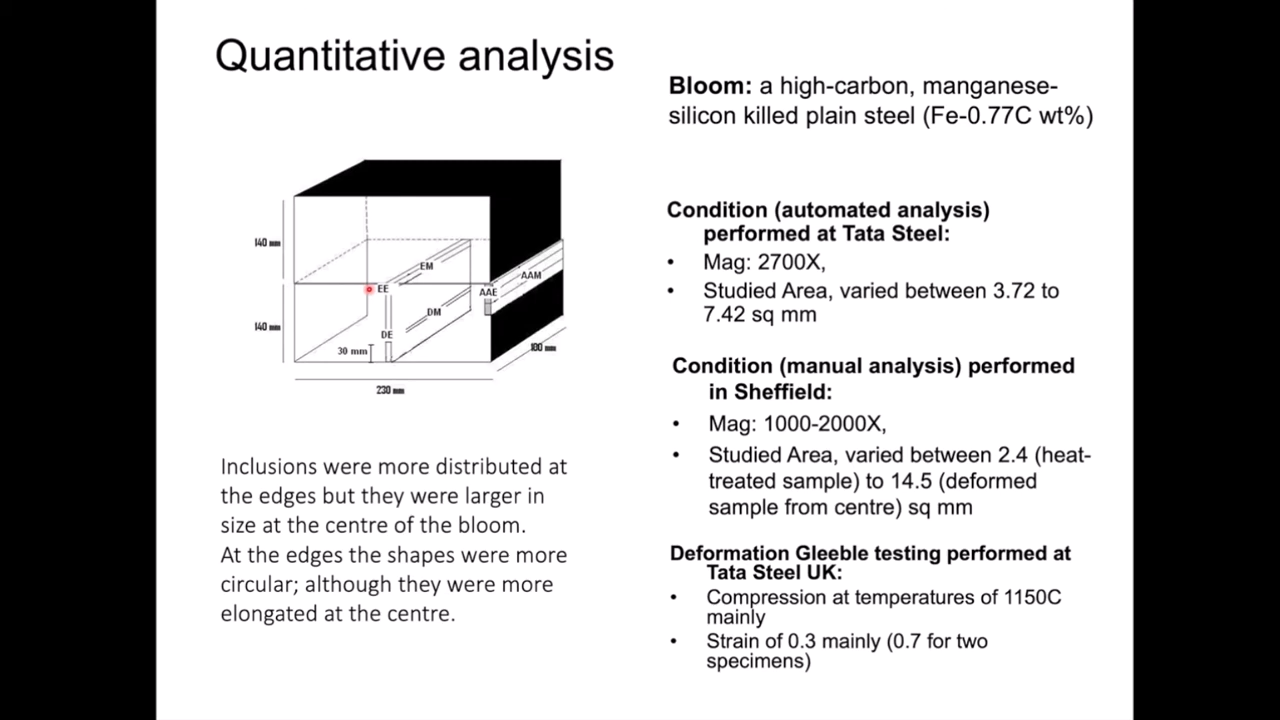 Quantitative analysis
Bloom: a high-carbon, manganese-
silicon killed plain steel (Fe-0.77C wt%)
140 mm
EM
AAM
EE
AAE
DM
140 mm
DE
30 mm
100 mm
230 mm
Inclusions were more distributed at
the edges but they were larger in
size at the centre of the bloom.
At the edges the shapes were more
circular; although they were more
elongated at the centre.
Condition (automated analysis)
performed at Tata Steel:
• Mag: 2700X,
• Studied Area, varied between 3.72 to
7.42 sq mm
Condition (manual analysis) performed
in Sheffield:
• Mag: 1000-2000X,
• Studied Area, varied between 2.4 (heat-
treated sample) to 14.5 (deformed
sample from centre) sq mm
Deformation Gleeble testing performed at
Tata Steel UK:
• Compression at temperatures of 1150C
mainly
• Strain of 0.3 mainly (0.7 for two
specimens)